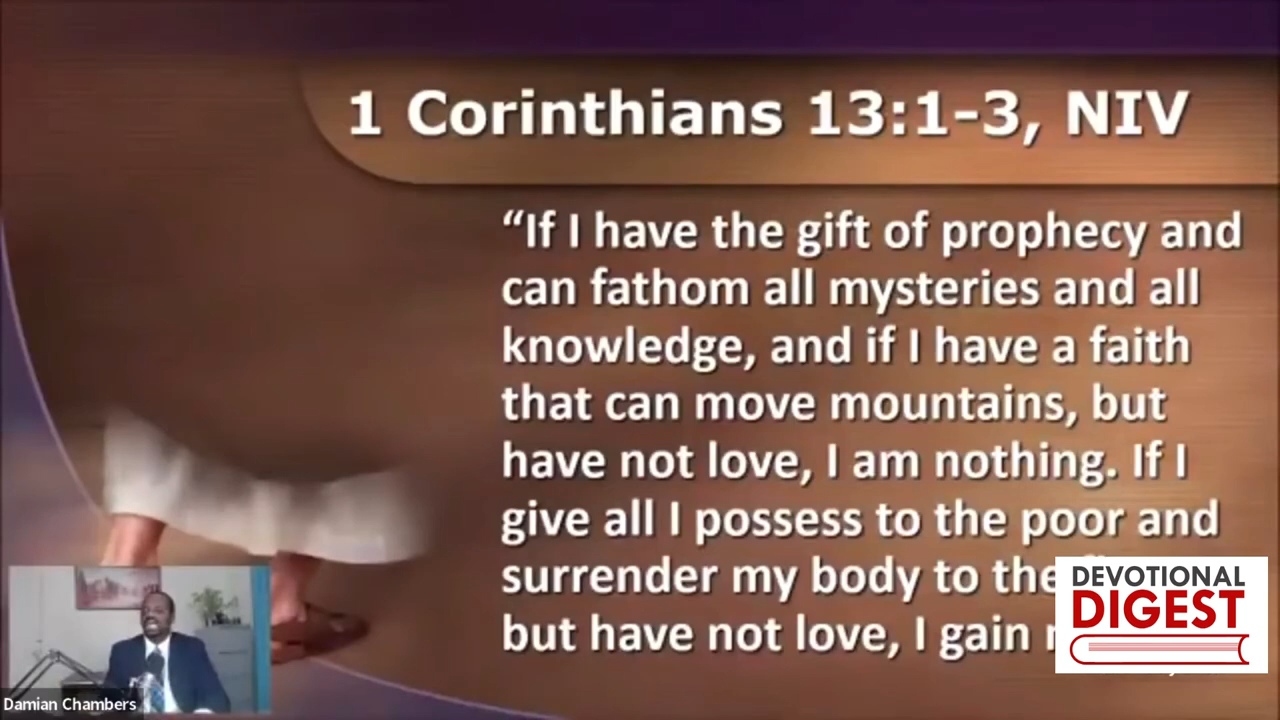 1 Corinthians 13:1-3, NIV
“If I have the gift of prophecy and
can fathom all mysteries and all
knowledge, and if I have a faith
that can move mountains, but
have not love, I am nothing. If I
give all I possess to the poor and
surrender my body to the
but have not love, I gain
DEVOTIONAL
DIGEST
Damian Chambers